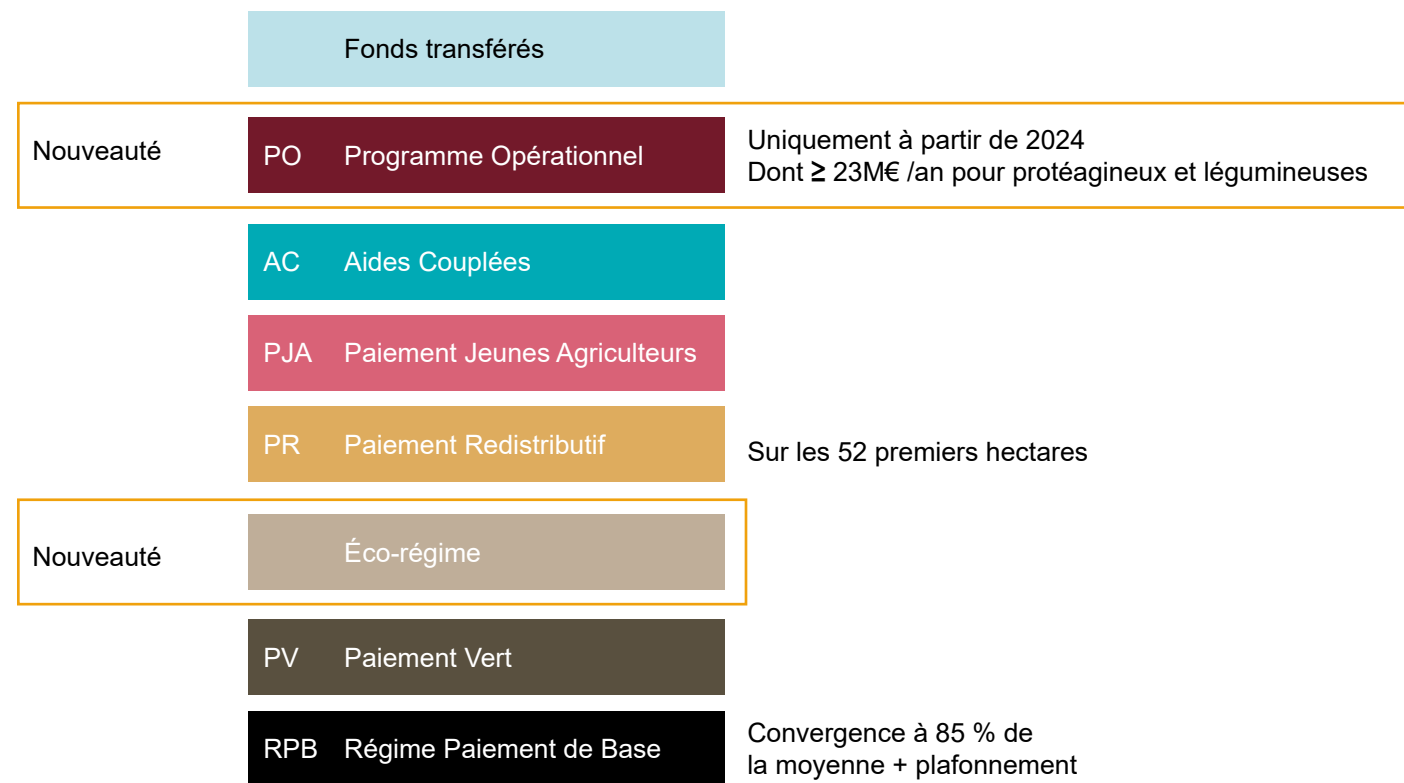 Fonds transférés
Nouveauté
PO Programme Opérationnel
Uniquement à partir de 2024
Dont ≥ 23M€ /an pour protéagineux et légumineuses
AC Aides Couplées
PJA Paiement Jeunes Agriculteurs
PR Paiement Redistributif
Sur les 52 premiers hectares
Nouveauté
Éco-régime
PV Paiement Vert
RPB Régime Paiement de Base
Convergence à 85 % de
la moyenne + plafonnement